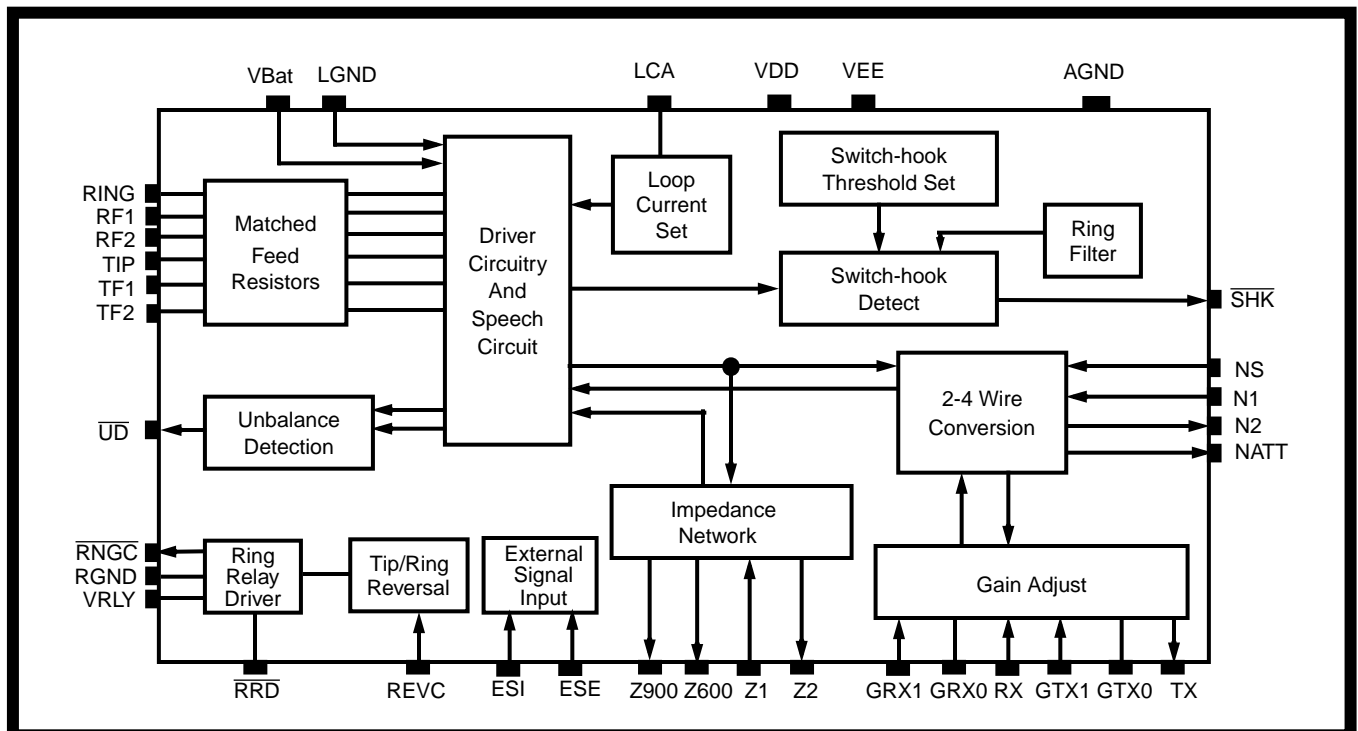 VBat LGND LCA VDD VEE AGND
RING
RF1
RF2
TIP
TF1
TF2
Matched
Feed
Resistors
Driver
Circuitry
And
Speech
Circuit
Loop
Current
Set
Switch-hook
Threshold Set
Ring
Filter
Switch-hook
Detect
SHK
UD
Unbalance
Detection
2-4 Wire
Conversion
NS
N1
N2
NATT
Impedance
Network
RNGC
RGND
VRLY
Ring
Relay
Driver
Tip/Ring
Reversal
External
Signal
Input
Gain Adjust
RRD REVC ESI ESE Z900 Z600 Z1 Z2 GRX1 GRX0 RX GTX1 GTX0 TX